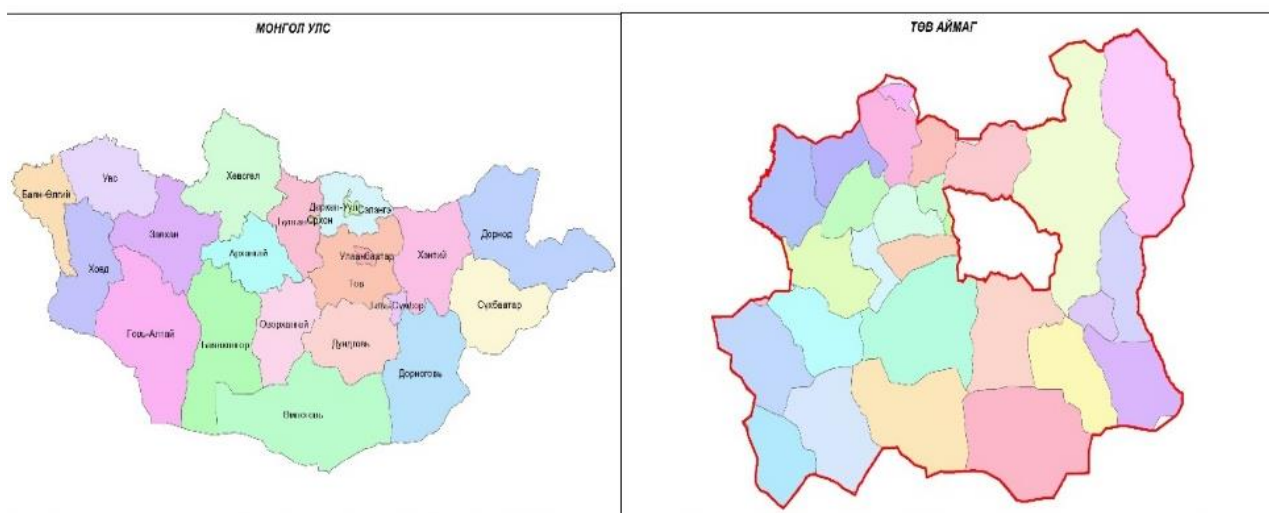 МОНГОЛ УЛС
ТӨВ АЙМАГ
Хөвсгөл
Увс
Баян-Өлгий
Дархан-Уул
Сэлэнгэ
Орхон
Булган
Завхан
Дорнод
Ховд
Архангай
Улаанбаатар
Хэнтий
Төв
Сүхбаатар
Говь-Алтай
Баянхонгор
Өвөрхангай
Дундговь
Дорноговь
Өмнөговь